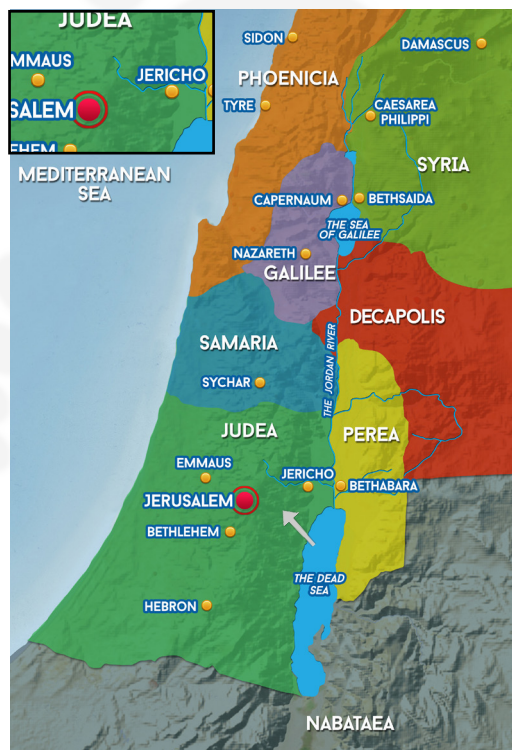 JUDEA
MMAUS
JERICHO
SALEM
EHEM
SIDON
DAMASCUS
PHOENICIA
TYRE
CAESAREA
PHILIPPI
SYRIA
MEDITERRANEAN
SEA
CAPERNAUM
BETHSAIDA
THE SEA
OF GALILEE
NAZARETH
GALILEE
DECAPOLIS
SAMARIA
THE JORDAN RIVER
SYCHAR
JUDEA
PEREA
EMMAUS
JERICHO
BETHABARA
JERUSALEM
BETHLEHEM
THE DEAD
SEA
HEBRON
NABATAEA